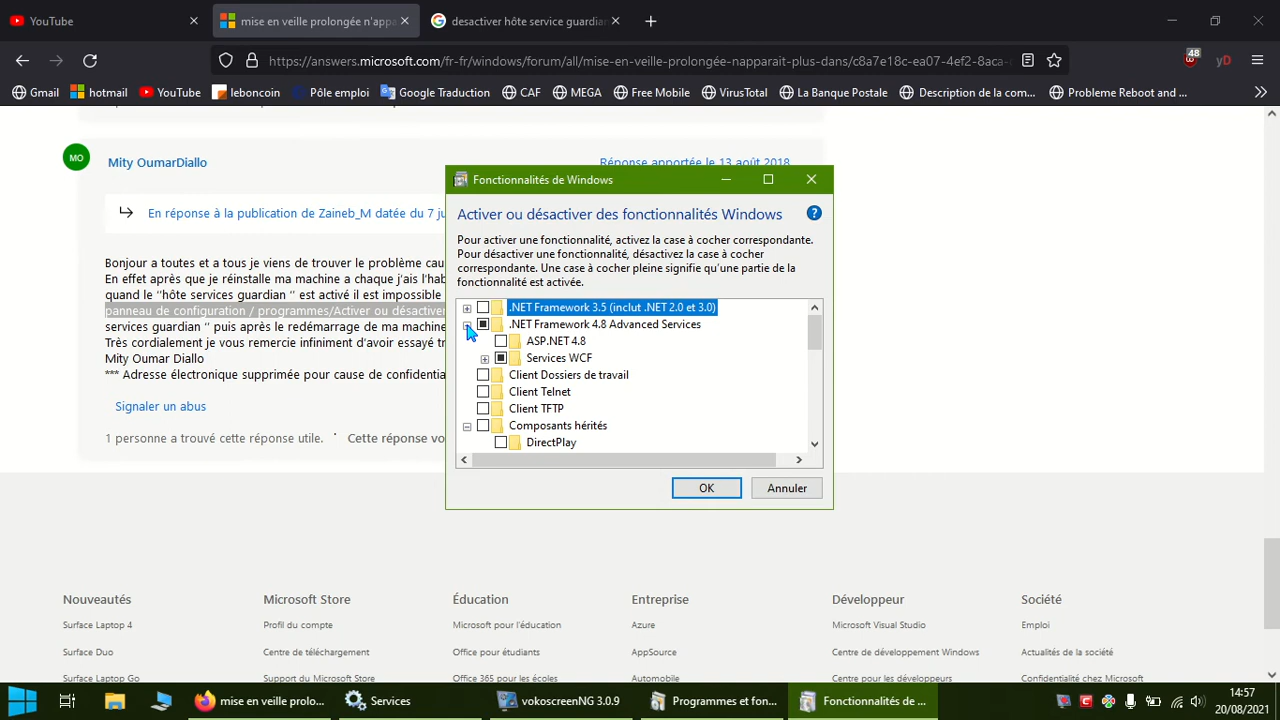 YouTube
mise en veille prolongée n'appa
desactiver hôte service guardian
https://answers.microsoft.com/fr-fr/windows/forum/all/mise-en-veille-prolongée-napparait-plus-dans/c8a7e18c-ea07-4ef2-8aca-
48
yD
Gmail
hotmail
YouTube
leboncoin
Pôle emploi
Google Traduction
CAF
MEGA
Free Mobile
VirusTotal
La Banque Postale
Description de la com...
Probleme Reboot and ...
MO
Mity OumarDiallo
Réponse apportée le 13 août 2018
En réponse à la publication de Zaineb_M datée du 7 ju
Bonjour a toutes et a tous je viens de trouver le problème cau
En effet après que je réinstalle ma machine a chaque j'ais l'hab
quand le ''hôte services guardian '' est activé il est impossible
panneau de configuration / programmes/Activer ou désactiver
services guardian '' puis après le redémarrage de ma machine
Très cordialement je vous remercie infiniment d'avoir essayé tr
Mity Oumar Diallo
*** Adresse électronique supprimée pour cause de confidentia
Signaler un abus
1 personne a trouvé cette réponse utile.
·
Cette réponse vo
Fonctionnalités de Windows
Activer ou désactiver des fonctionnalités Windows
?
Pour activer une fonctionnalité, activez la case à cocher correspondante.
Pour désactiver une fonctionnalité, désactivez la case à cocher
correspondante. Une case à cocher pleine signifie qu'une partie de la
fonctionnalité est activée.
.NET Framework 3.5 (inclut .NET 2.0 et 3.0)
.NET Framework 4.8 Advanced Services
ASP.NET 4.8
Services WCF
Client Dossiers de travail
Client Telnet
Client TFTP
Composants hérités
DirectPlay
OK
Annuler
Nouveautés
Microsoft Store
Éducation
Entreprise
Développeur
Société
Surface Laptop 4
Profil du compte
Microsoft pour l'éducation
Azure
Microsoft Visual Studio
Emploi
Surface Duo
Centre de téléchargement
Office pour étudiants
AppSource
Centre de développement Windows
Actualités de la société
Surface Laptop Go
Support du Microsoft Store
Office 365 pour les écoles
Automobile
Centre pour les développeurs
Confidentialité chez Microsoft
mise en veille prolo...
Services
vokoscreenNG 3.0.9
Programmes et fon...
Fonctionnalités de ...
14:57
20/08/2021